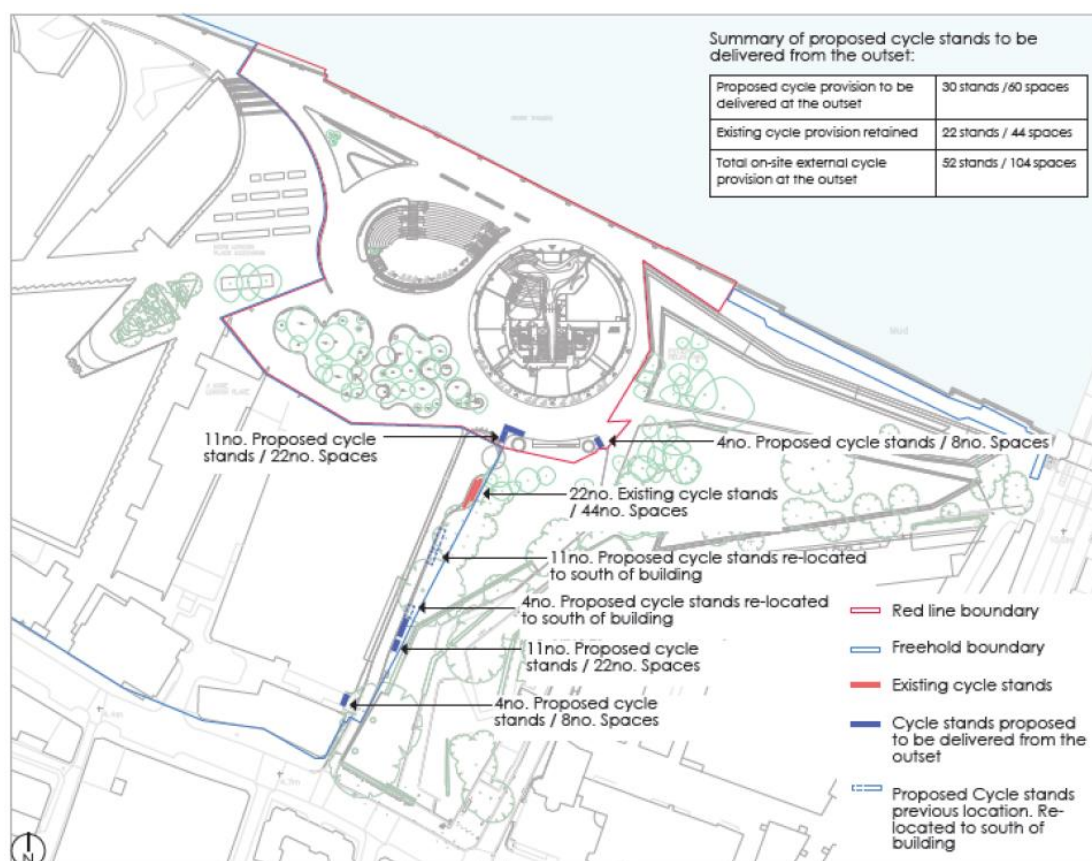 Summary of proposed cycle stands to be
delivered from the outset:
Proposed cycle provision to be
delivered at the outset
30 stands /60 spaces
Existing cycle provision retained
22 stands / 44 spaces
Total on-site external cycle
provision at the outset
52 stands / 104 spaces
Mud
11no. Proposed cycle
stands / 22no. Spaces
4no. Proposed cycle stands / 8no. Spaces
22no. Existing cycle stands
/ 44no. Spaces
11no. Proposed cycle stands re-located
to south of building
4no. Proposed cycle stands re-located
to south of building
11no. Proposed cycle
stands / 22no. Spaces
4no. Proposed cycle
stands / 8no. Spaces
Red line boundary
Freehold boundary
Existing cycle stands
Cycle stands proposed
to be delivered from the
outset
Proposed Cycle stands
previous location. Re-
located to south of
building
N